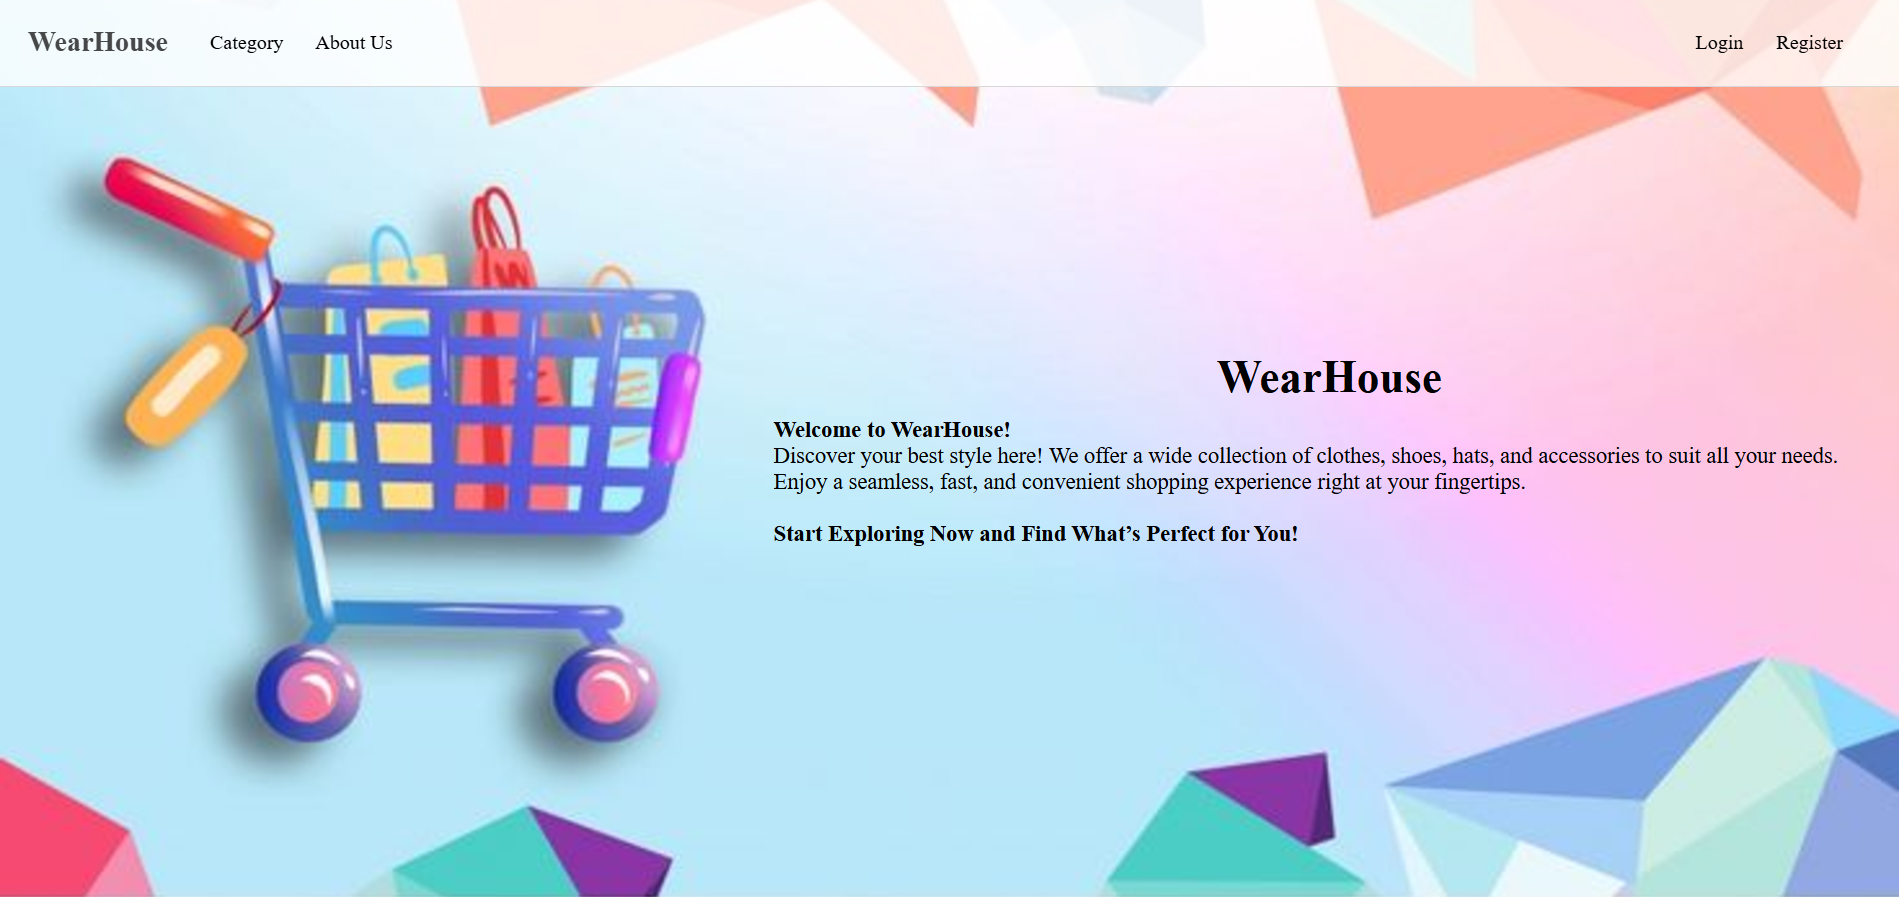 WearHouse Category About Us Login Register
W
WearHouse
Welcome to WearHouse!
Discover your best style here! We offer a wide collection of clothes, shoes, hats, and accessories to suit all your needs.
Enjoy a seamless, fast, and convenient shopping experience right at your fingertips.
Start Exploring Now and Find What’s Perfect for You!